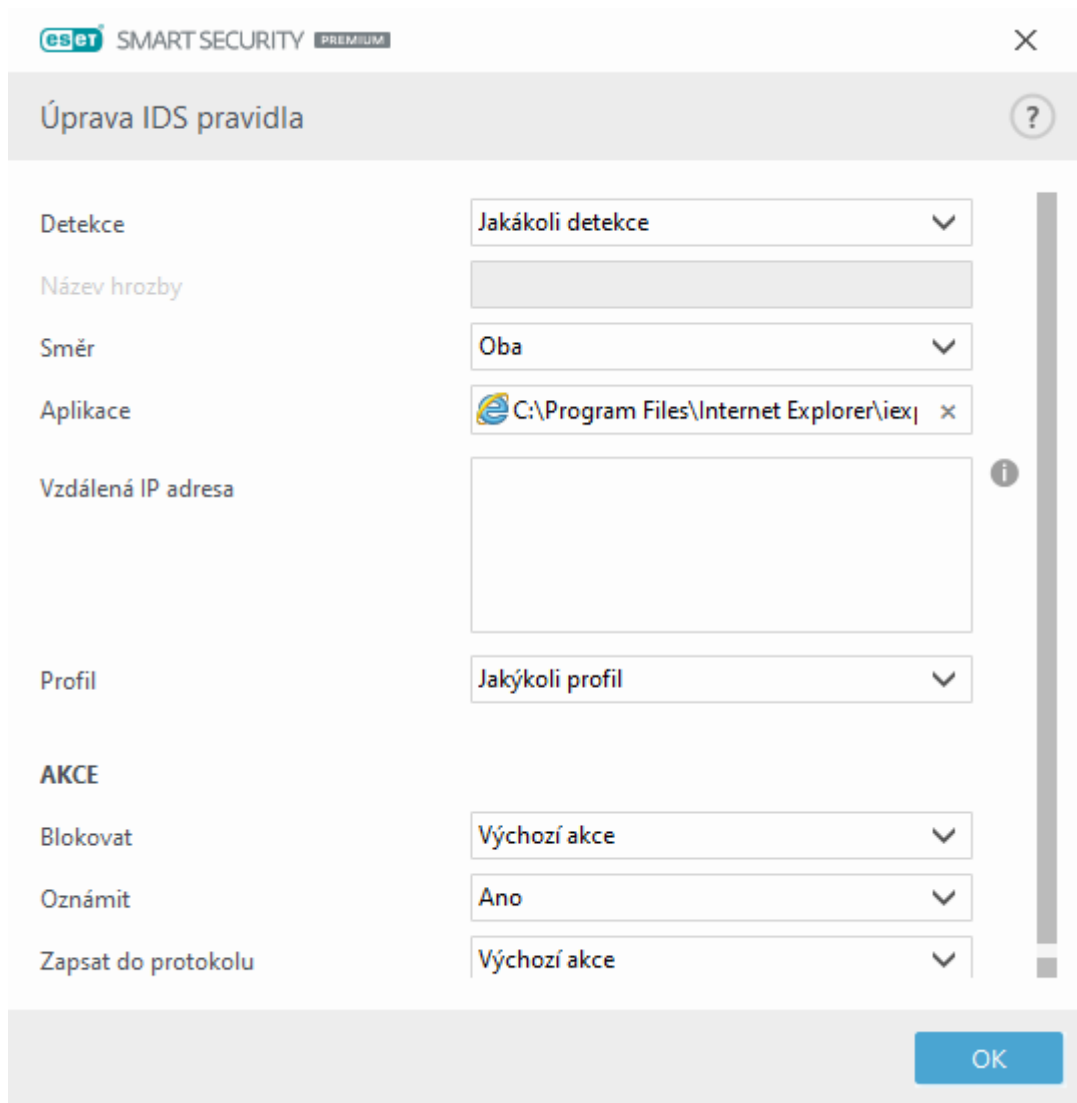 eset SMART SECURITY PREMIUM
Úprava IDS pravidla
?
Detekce Jakákoli detekce
Název hrozby
Směr Oba
Aplikace C:\Program Files\Internet Explorer\iexp
Vzdálená IP adresa
Profil Jakýkoli profil
AKCE
Blokovat Výchozí akce
Oznámit Ano
Zapsat do protokolu Výchozí akce
OK